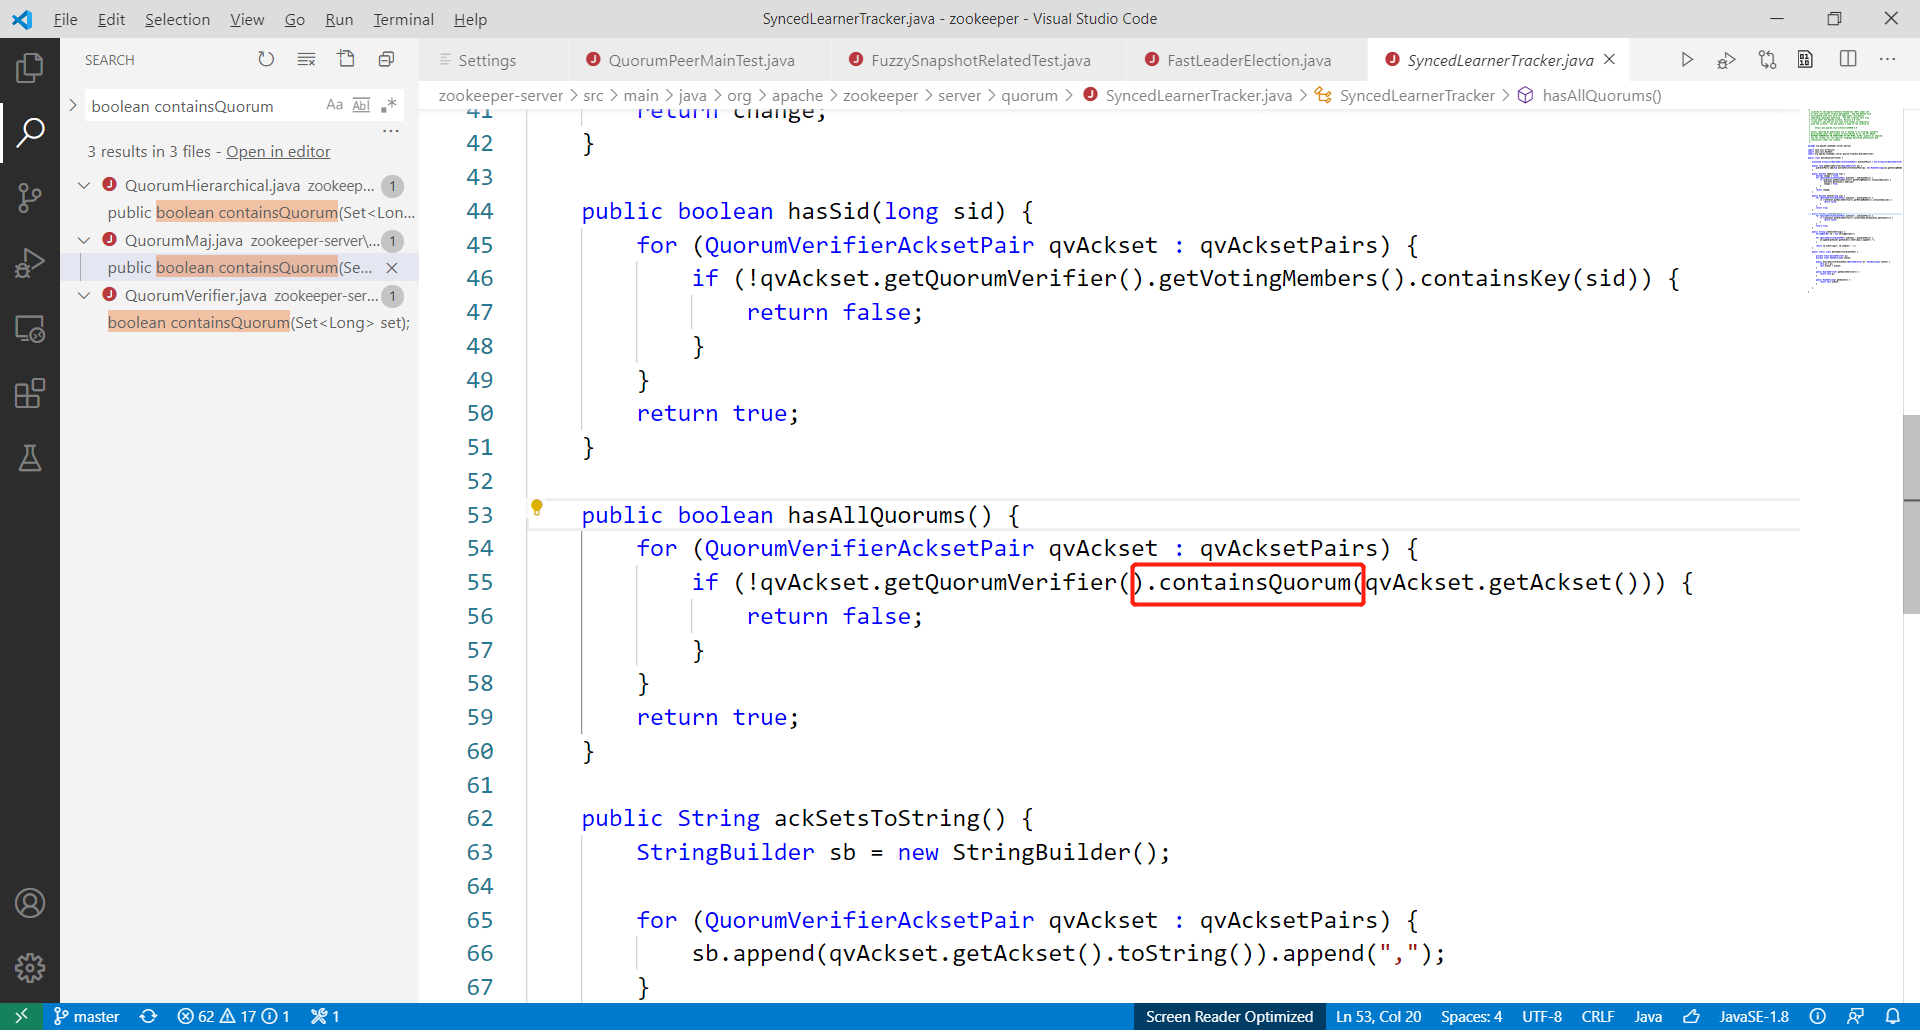 File Edit Selection View Go Run Terminal Help
SyncedLearnerTracker.java - zookeeper - Visual Studio Code
SEARCH
boolean containsQuorum
Aa Abl .*
3 results in 3 files - Open in editor
QuorumHierarchical.java zookeep... 1
public boolean containsQuorum(Set<Lon...
QuorumMaj.java zookeeper-server\... 1
public boolean containsQuorum(Se...
QuorumVerifier.java zookeeper-ser... 1
boolean containsQuorum(Set<Long> set);
Settings
QuorumPeerMainTest.java
FuzzySnapshotRelatedTest.java
FastLeaderElection.java
SyncedLearnerTracker.java
zookeeper-server > src > main > java > org > apache > zookeeper > server > quorum > SyncedLearnerTracker.java > SyncedLearnerTracker > hasAllQuorums()
41 return change;
42 }
43
44 public boolean hasSid(long sid) {
45 for (QuorumVerifierAcksetPair qvAckset : qvAcksetPairs) {
46 if (!qvAckset.getQuorumVerifier().getVotingMembers().containsKey(sid)) {
47 return false;
48 }
49 }
50 return true;
51 }
52
53 public boolean hasAllQuorums() {
54 for (QuorumVerifierAcksetPair qvAckset : qvAcksetPairs) {
55 if (!qvAckset.getQuorumVerifier().containsQuorum(qvAckset.getAckset())) {
56 return false;
57 }
58 }
59 return true;
60 }
61
62 public String ackSetsToString() {
63 StringBuilder sb = new StringBuilder();
64
65 for (QuorumVerifierAcksetPair qvAckset : qvAcksetPairs) {
66 sb.append(qvAckset.getAckset().toString()).append(",");
67 }
master 62 17 1 1 Screen Reader Optimized Ln 53, Col 20 Spaces: 4 UTF-8 CRLF Java JavaSE-1.8